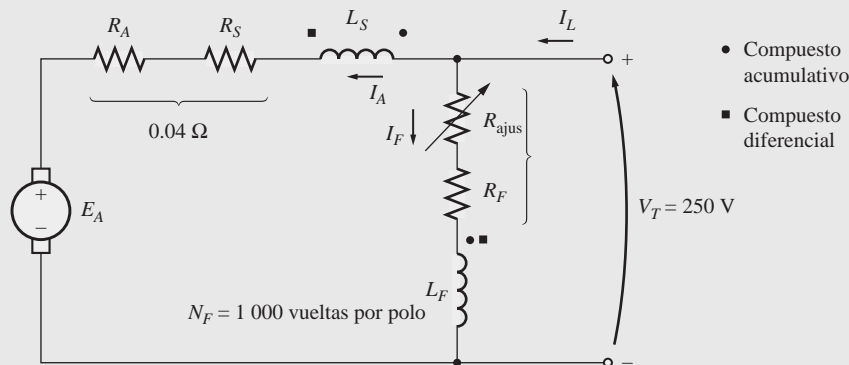 R_A
R_S
L_S
I_L
+
• Compuesto
acumulativo
■ Compuesto
diferencial
I_A
0.04 Ω
I_F
R_ajus
R_F
+
E_A
−
V_T = 250 V
L_F
N_F = 1 000 vueltas por polo
−